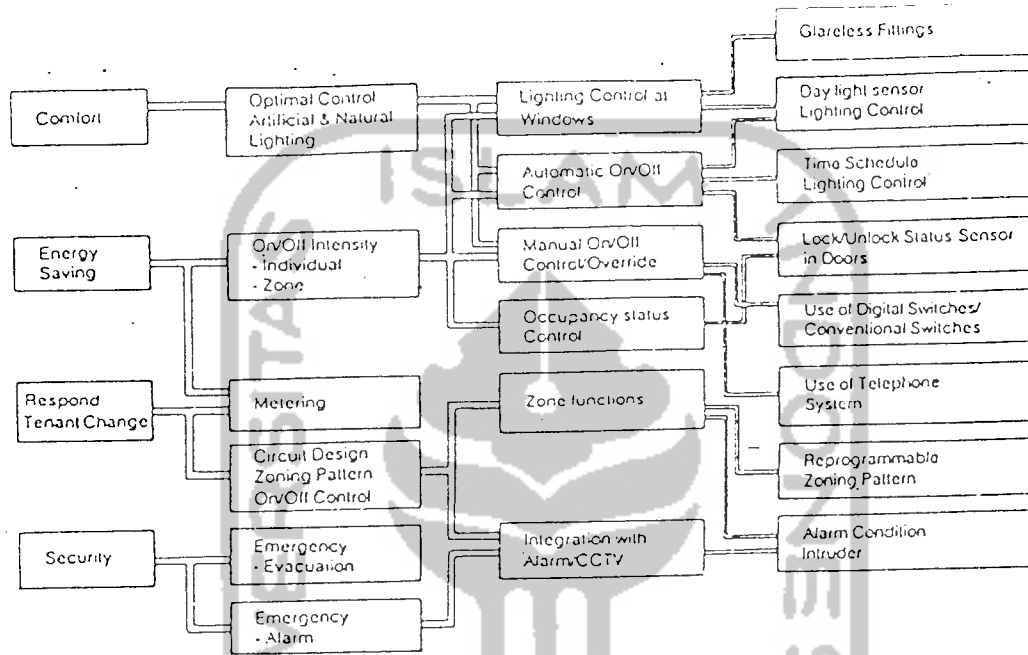 Comfort
Energy
Saving
Respond
Tenant Change
Security
Optimal Control
Artificial & Natural
Lighting
On/Off Intensity
- Individual
- Zone
Metering
Circuit Design
Zoning Pattern
On/Off Control
Emergency
- Evacuation
Emergency
- Alarm
Lighting Control at
Windows
Automatic On/Off
Control
Manual On/Off
Control/Override
Occupancy status
Control
Zone functions
Integration with
Alarm/CCTV
Glareless Fittings
Day light sensor
Lighting Control
Time Schedule
Lighting Control
Lock/Unlock Status Sensor
in Doors
Use of Digital Switches/
Conventional Switches
Use of Telephone
System
Reprogrammable
Zoning Pattern
Alarm Condition
Intruder
ISLAM